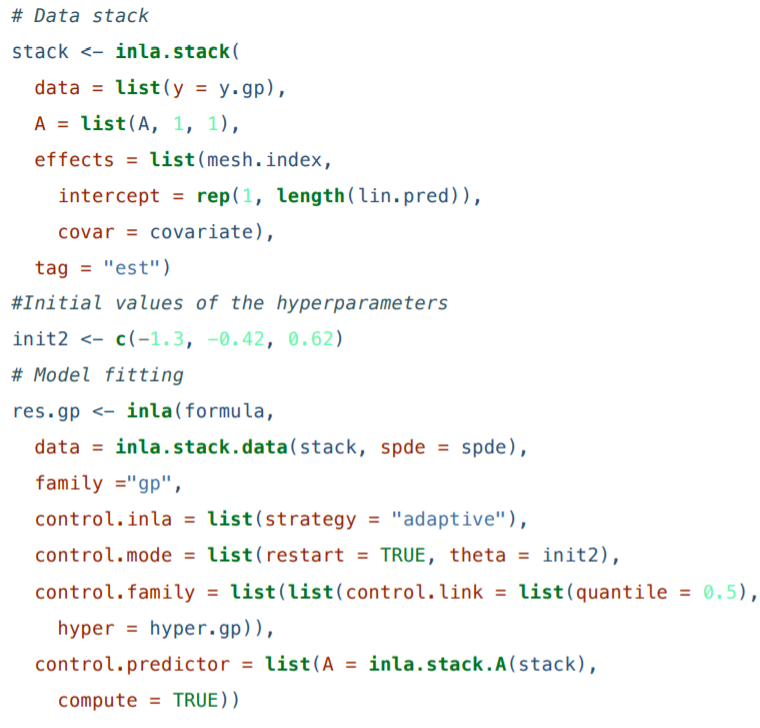 # Data stack
stack <- inla.stack(
  data = list(y = y.gp),
  A = list(A, 1, 1),
  effects = list(mesh.index,
    intercept = rep(1, length(lin.pred)),
    covar = covariate),
  tag = "est")
#Initial values of the hyperparameters
init2 <- c(-1.3, -0.42, 0.62)
# Model fitting
res.gp <- inla(formula,
  data = inla.stack.data(stack, spde = spde),
  family ="gp",
  control.inla = list(strategy = "adaptive"),
  control.mode = list(restart = TRUE, theta = init2),
  control.family = list(list(control.link = list(quantile = 0.5),
    hyper = hyper.gp)),
  control.predictor = list(A = inla.stack.A(stack),
    compute = TRUE))